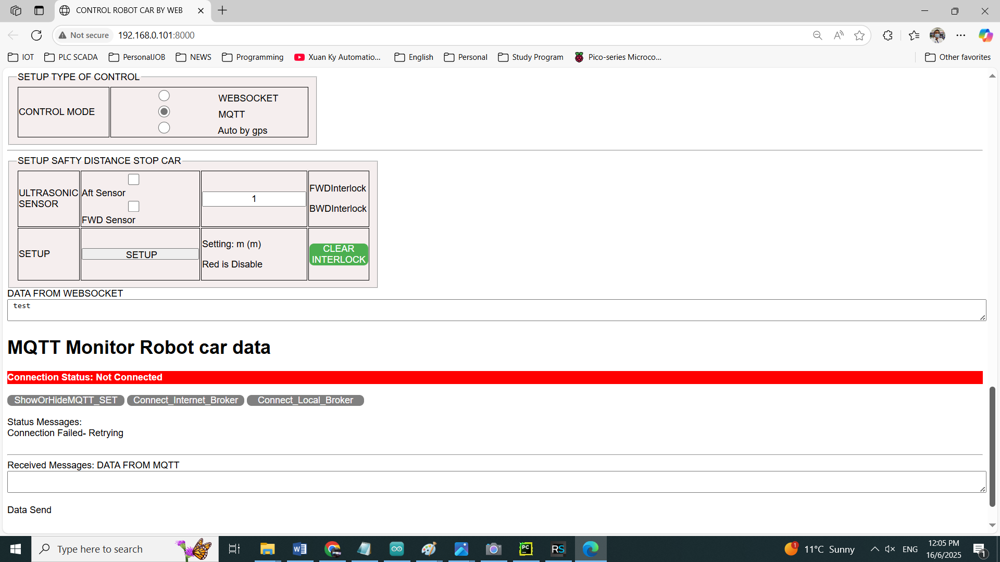 CONTROL ROBOT CAR BY WEB
Not secure 192.168.0.101:8000
IOT PLC SCADA PersonalJOB NEWS Programming Xuan Ky Automatio... English Personal Study Program Pico-series Microco... Other favorites
SETUP TYPE OF CONTROL
CONTROL MODE
WEBSOCKET
MQTT
Auto by gps
SETUP SAFTY DISTANCE STOP CAR
ULTRASONIC
SENSOR
Aft Sensor
FWD Sensor
1
FWDInterlock
BWDInterlock
SETUP
SETUP
Setting: m (m)
Red is Disable
CLEAR
INTERLOCK
DATA FROM WEBSOCKET
test
MQTT Monitor Robot car data
Connection Status: Not Connected
ShowOrHideMQTT_SET Connect_Internet_Broker Connect_Local_Broker
Status Messages:
Connection Failed- Retrying
Received Messages: DATA FROM MQTT
Data Send
Type here to search
PC
RS
1
11°C Sunny
ENG
12:05 PM
16/6/2025
1